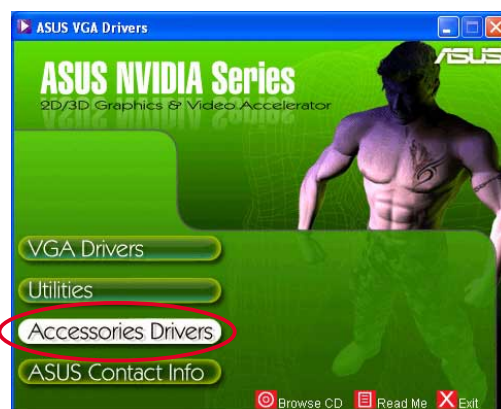 ASUS VGA Drivers
ASUS
ASUS NVIDIA Series
2D/3D Graphics & Video Accelerator
VGA Drivers
Utilities
Accessories Drivers
ASUS Contact Info
Browse CD Read Me Exit